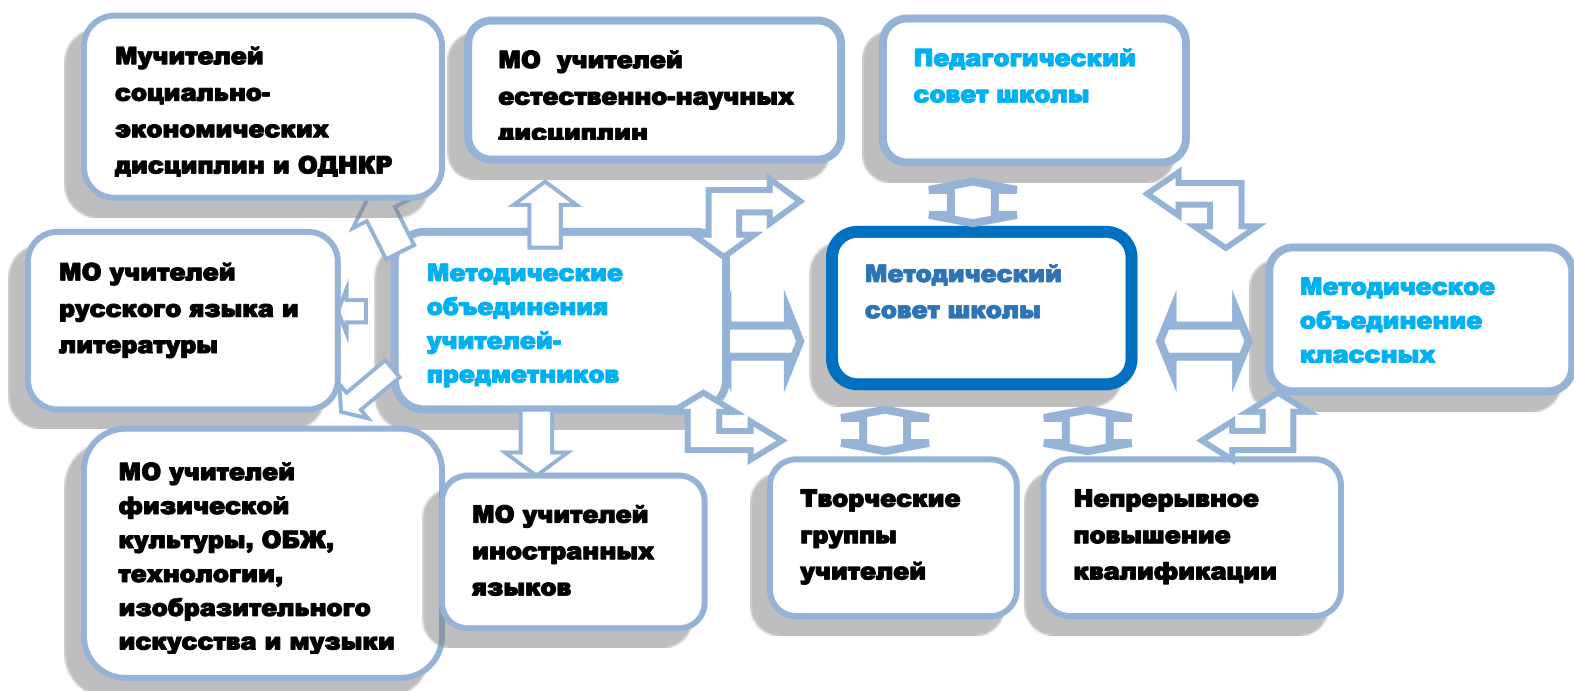 Мучителей
социально-
экономических
дисциплин и ОДНКР
МО учителей
естественно-научных
дисциплин
Педагогический
совет школы
МО учителей
русского языка и
литературы
Методические
объединения
учителей-
предметников
Методический
совет школы
Методическое
объединение
классных
МО учителей
физической
культуры, ОБЖ,
технологии,
изобразительного
искусства и музыки
МО учителей
иностранных
языков
Творческие
группы
учителей
Непрерывное
повышение
квалификации